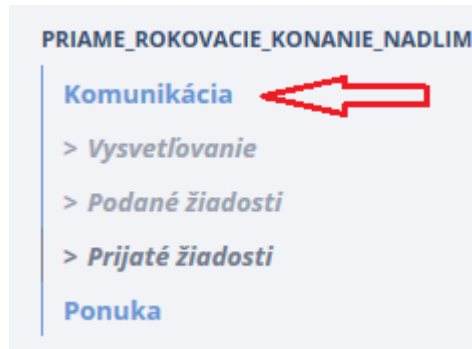 PRIAME_ROKOVACIE_KONANIE_NADLIM
Komunikácia
> Vysvetľovanie
> Podané žiadosti
> Prijaté žiadosti
Ponuka